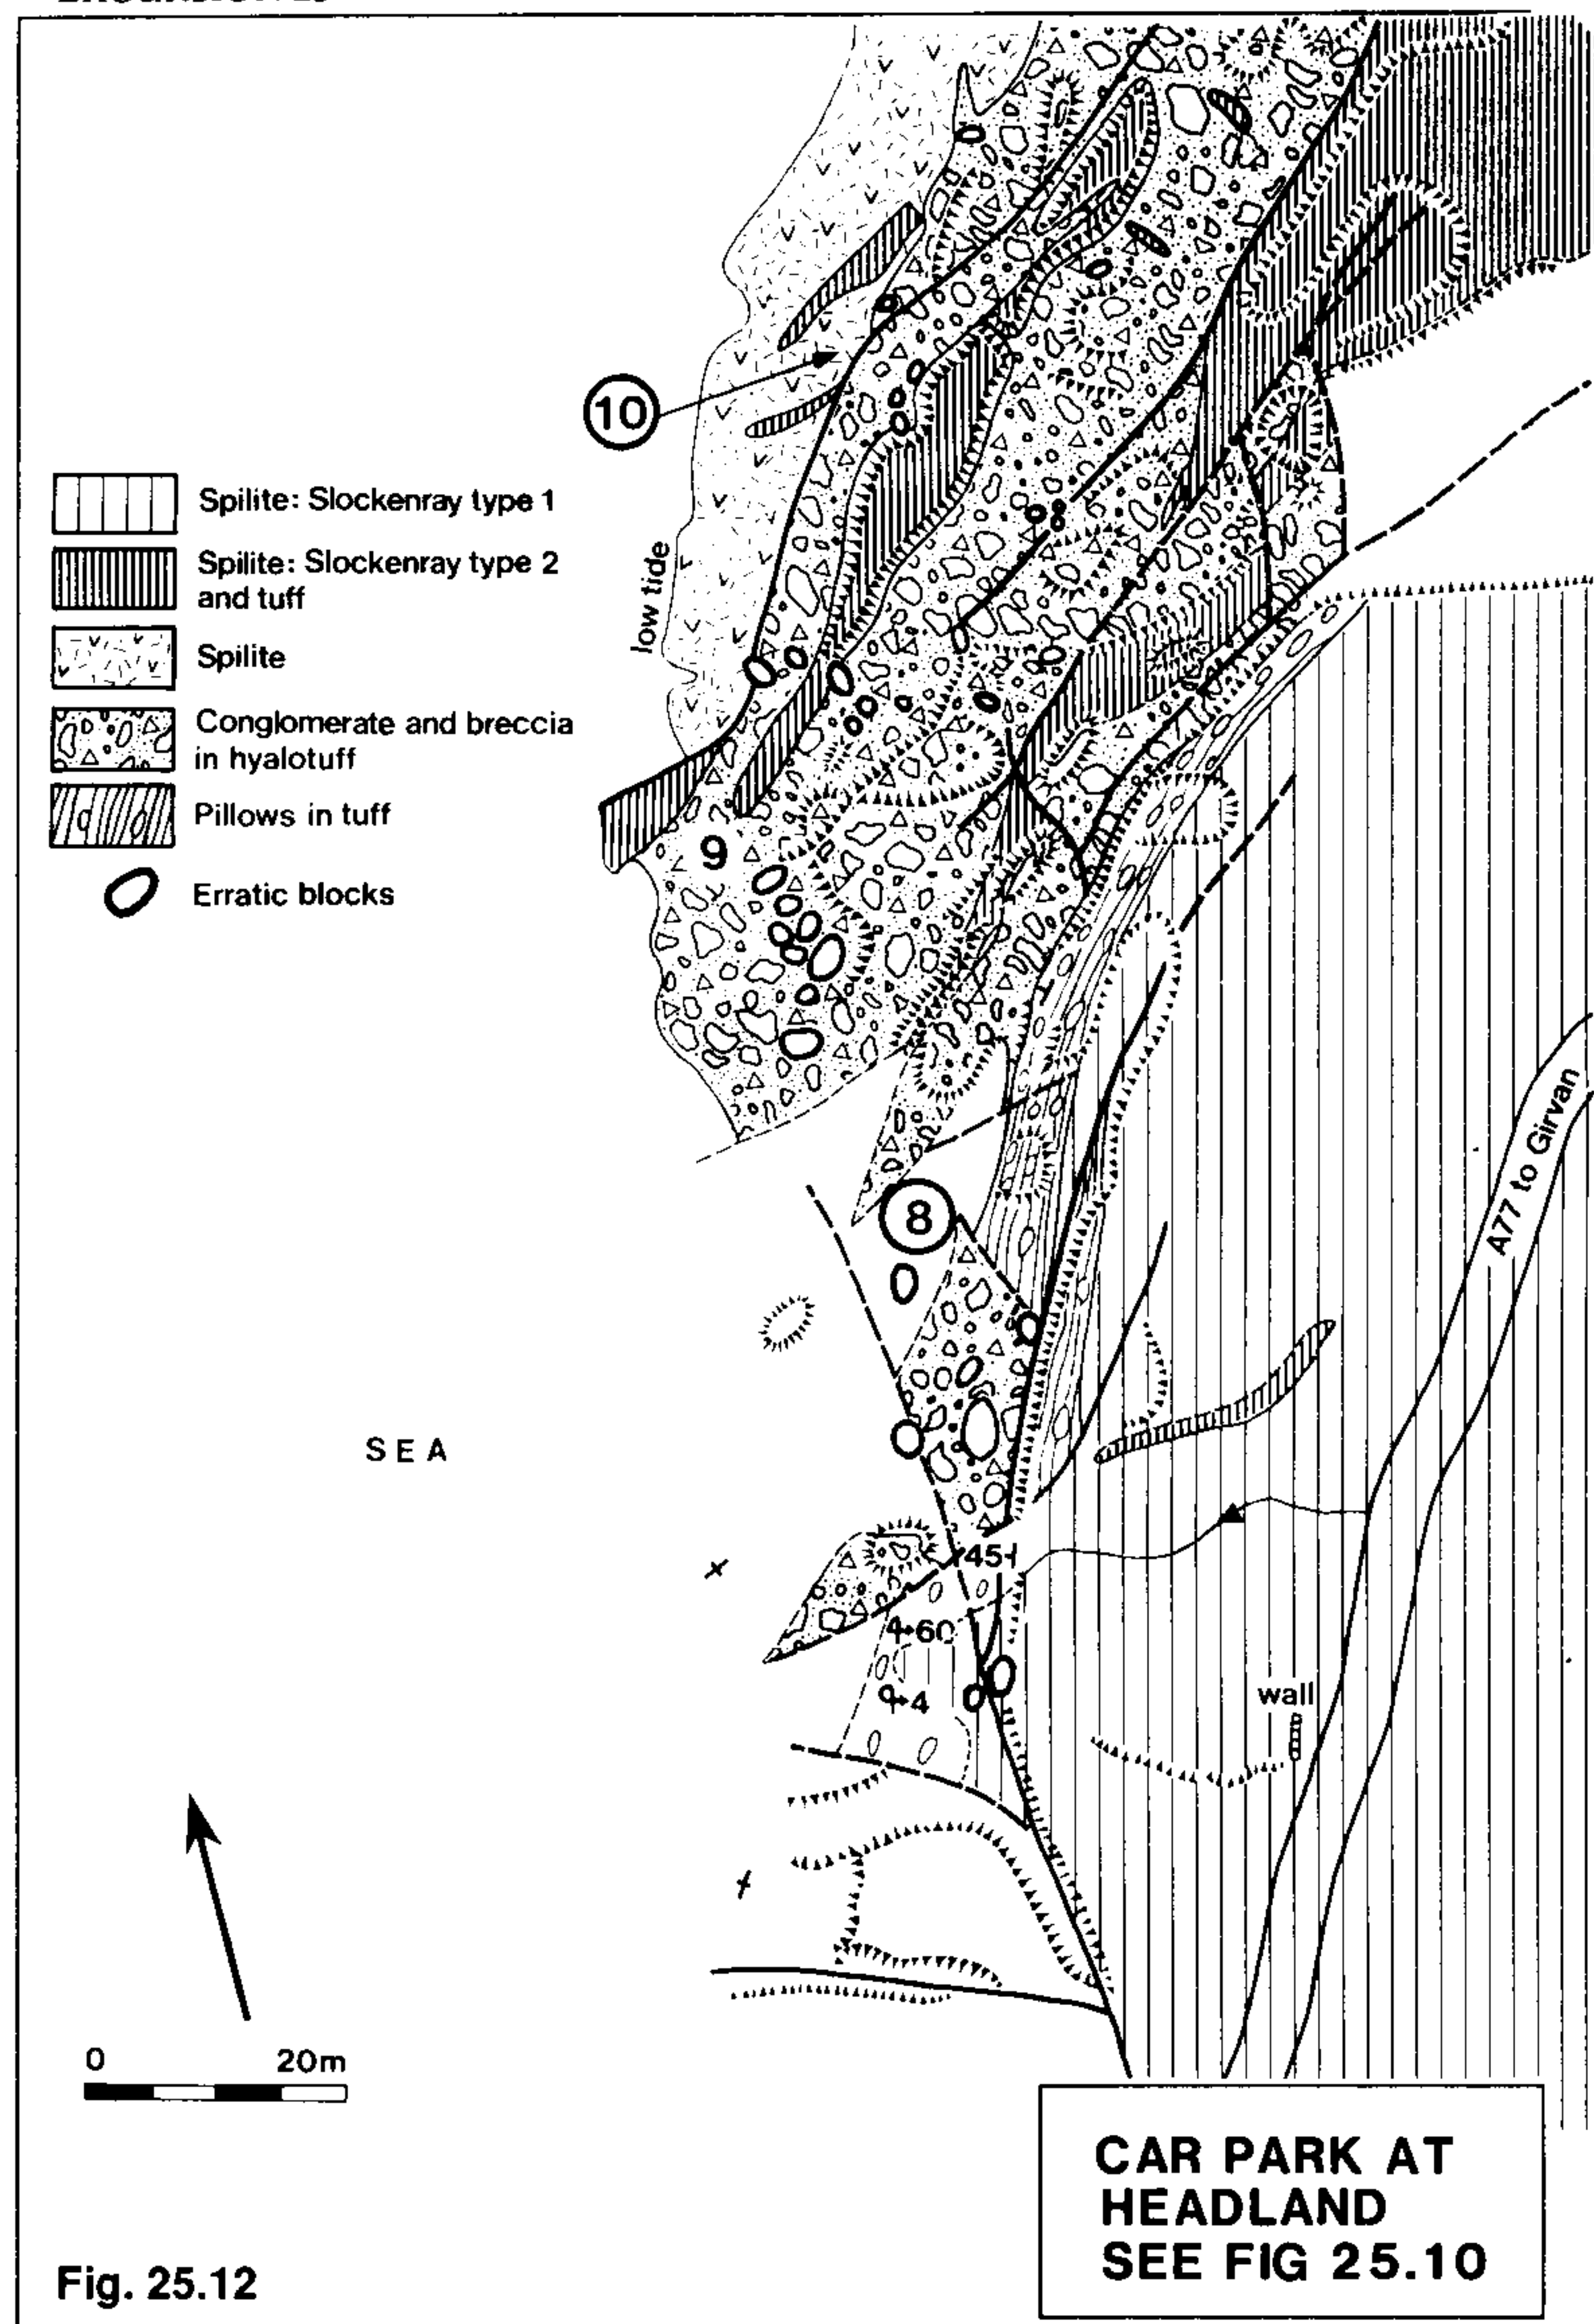 10
Spilite: Slockenray type 1
Spilite: Slockenray type 2
and tuff
low tide
Spilite
Conglomerate and breccia
in hyalotuff
Pillows in tuff
9
Erratic blocks
A77 to Girvan
8
SEA
45
60
4
wall
0 20m
CAR PARK AT
HEADLAND
SEE FIG 25.10
Fig. 25.12